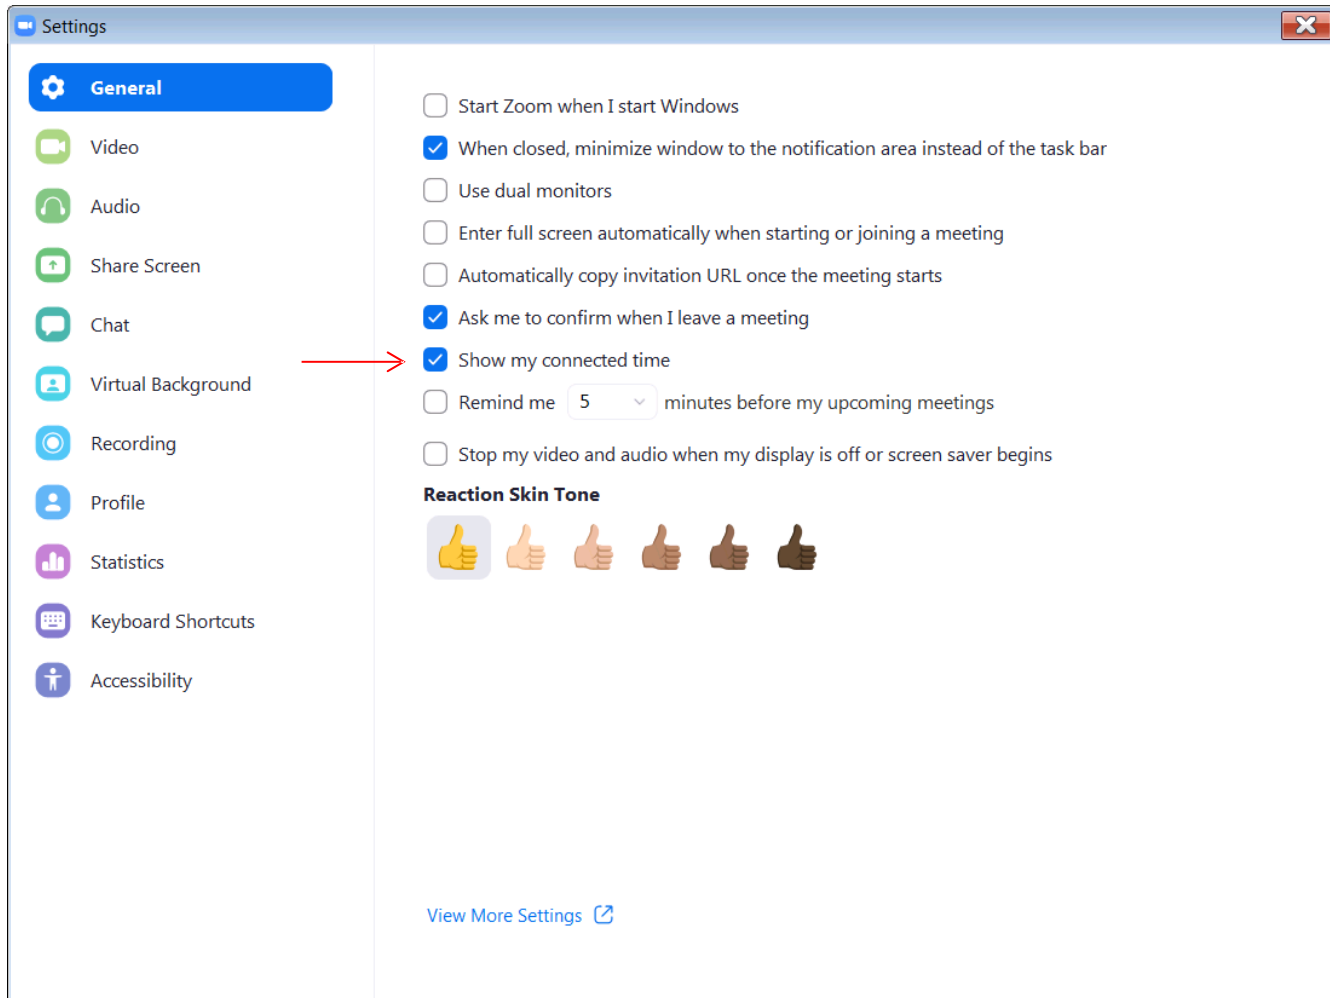 Settings
General
Video
Audio
Share Screen
Chat
Virtual Background
Recording
Profile
Statistics
Keyboard Shortcuts
Accessibility
Start Zoom when I start Windows
When closed, minimize window to the notification area instead of the task bar
Use dual monitors
Enter full screen automatically when starting or joining a meeting
Automatically copy invitation URL once the meeting starts
Ask me to confirm when I leave a meeting
Show my connected time
Remind me 5 minutes before my upcoming meetings
Stop my video and audio when my display is off or screen saver begins
Reaction Skin Tone
View More Settings